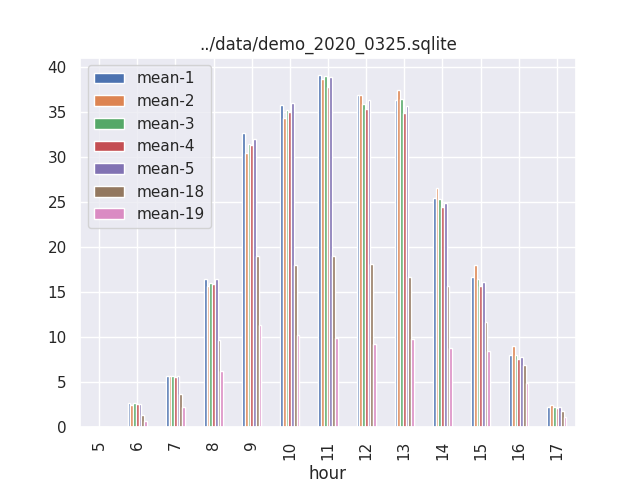 ../data/demo_2020_0325.sqlite
mean-1
mean-2
mean-3
mean-4
mean-5
mean-18
mean-19
40
35
30
25
20
15
10
5
0
5 6 7 8 9 10 11 12 13 14 15 16 17
hour